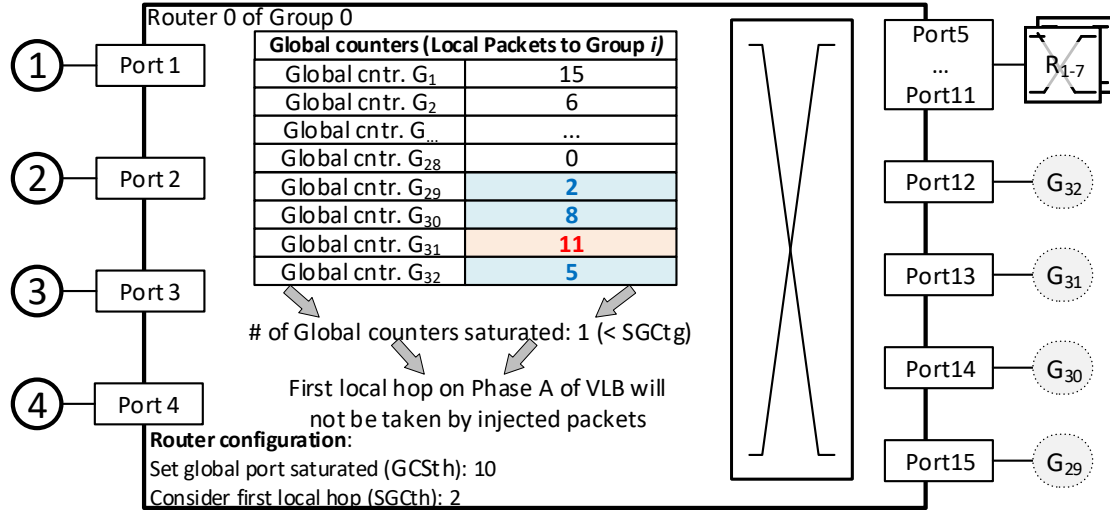 Router 0 of Group 0
Global counters (Local Packets to Group i)
Global cntr. G1 15
Global cntr. G2 6
Global cntr. G... ...
Global cntr. G28 0
Global cntr. G29 2
Global cntr. G30 8
Global cntr. G31 11
Global cntr. G32 5
# of Global counters saturated: 1 (< SGCtg)
First local hop on Phase A of VLB will
not be taken by injected packets
Router configuration:
Set global port saturated (GCSth): 10
Consider first local hop (SGCth): 2
1 Port 1
2 Port 2
3 Port 3
4 Port 4
Port5
...
Port11
R1-7
Port12 G32
Port13 G31
Port14 G30
Port15 G29